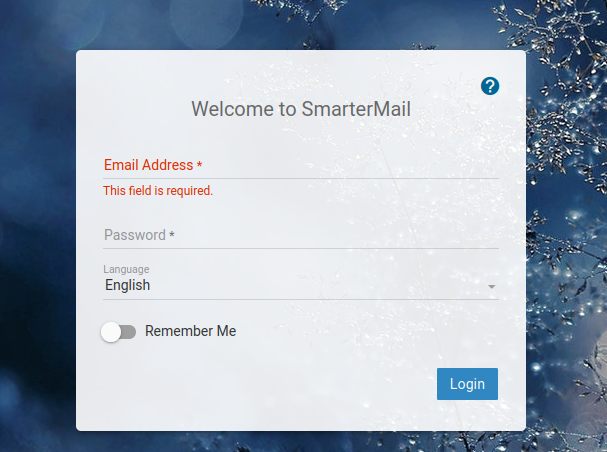 ?
Welcome to SmarterMail
Email Address *
This field is required.
Password *
Language
English
Remember Me
Login